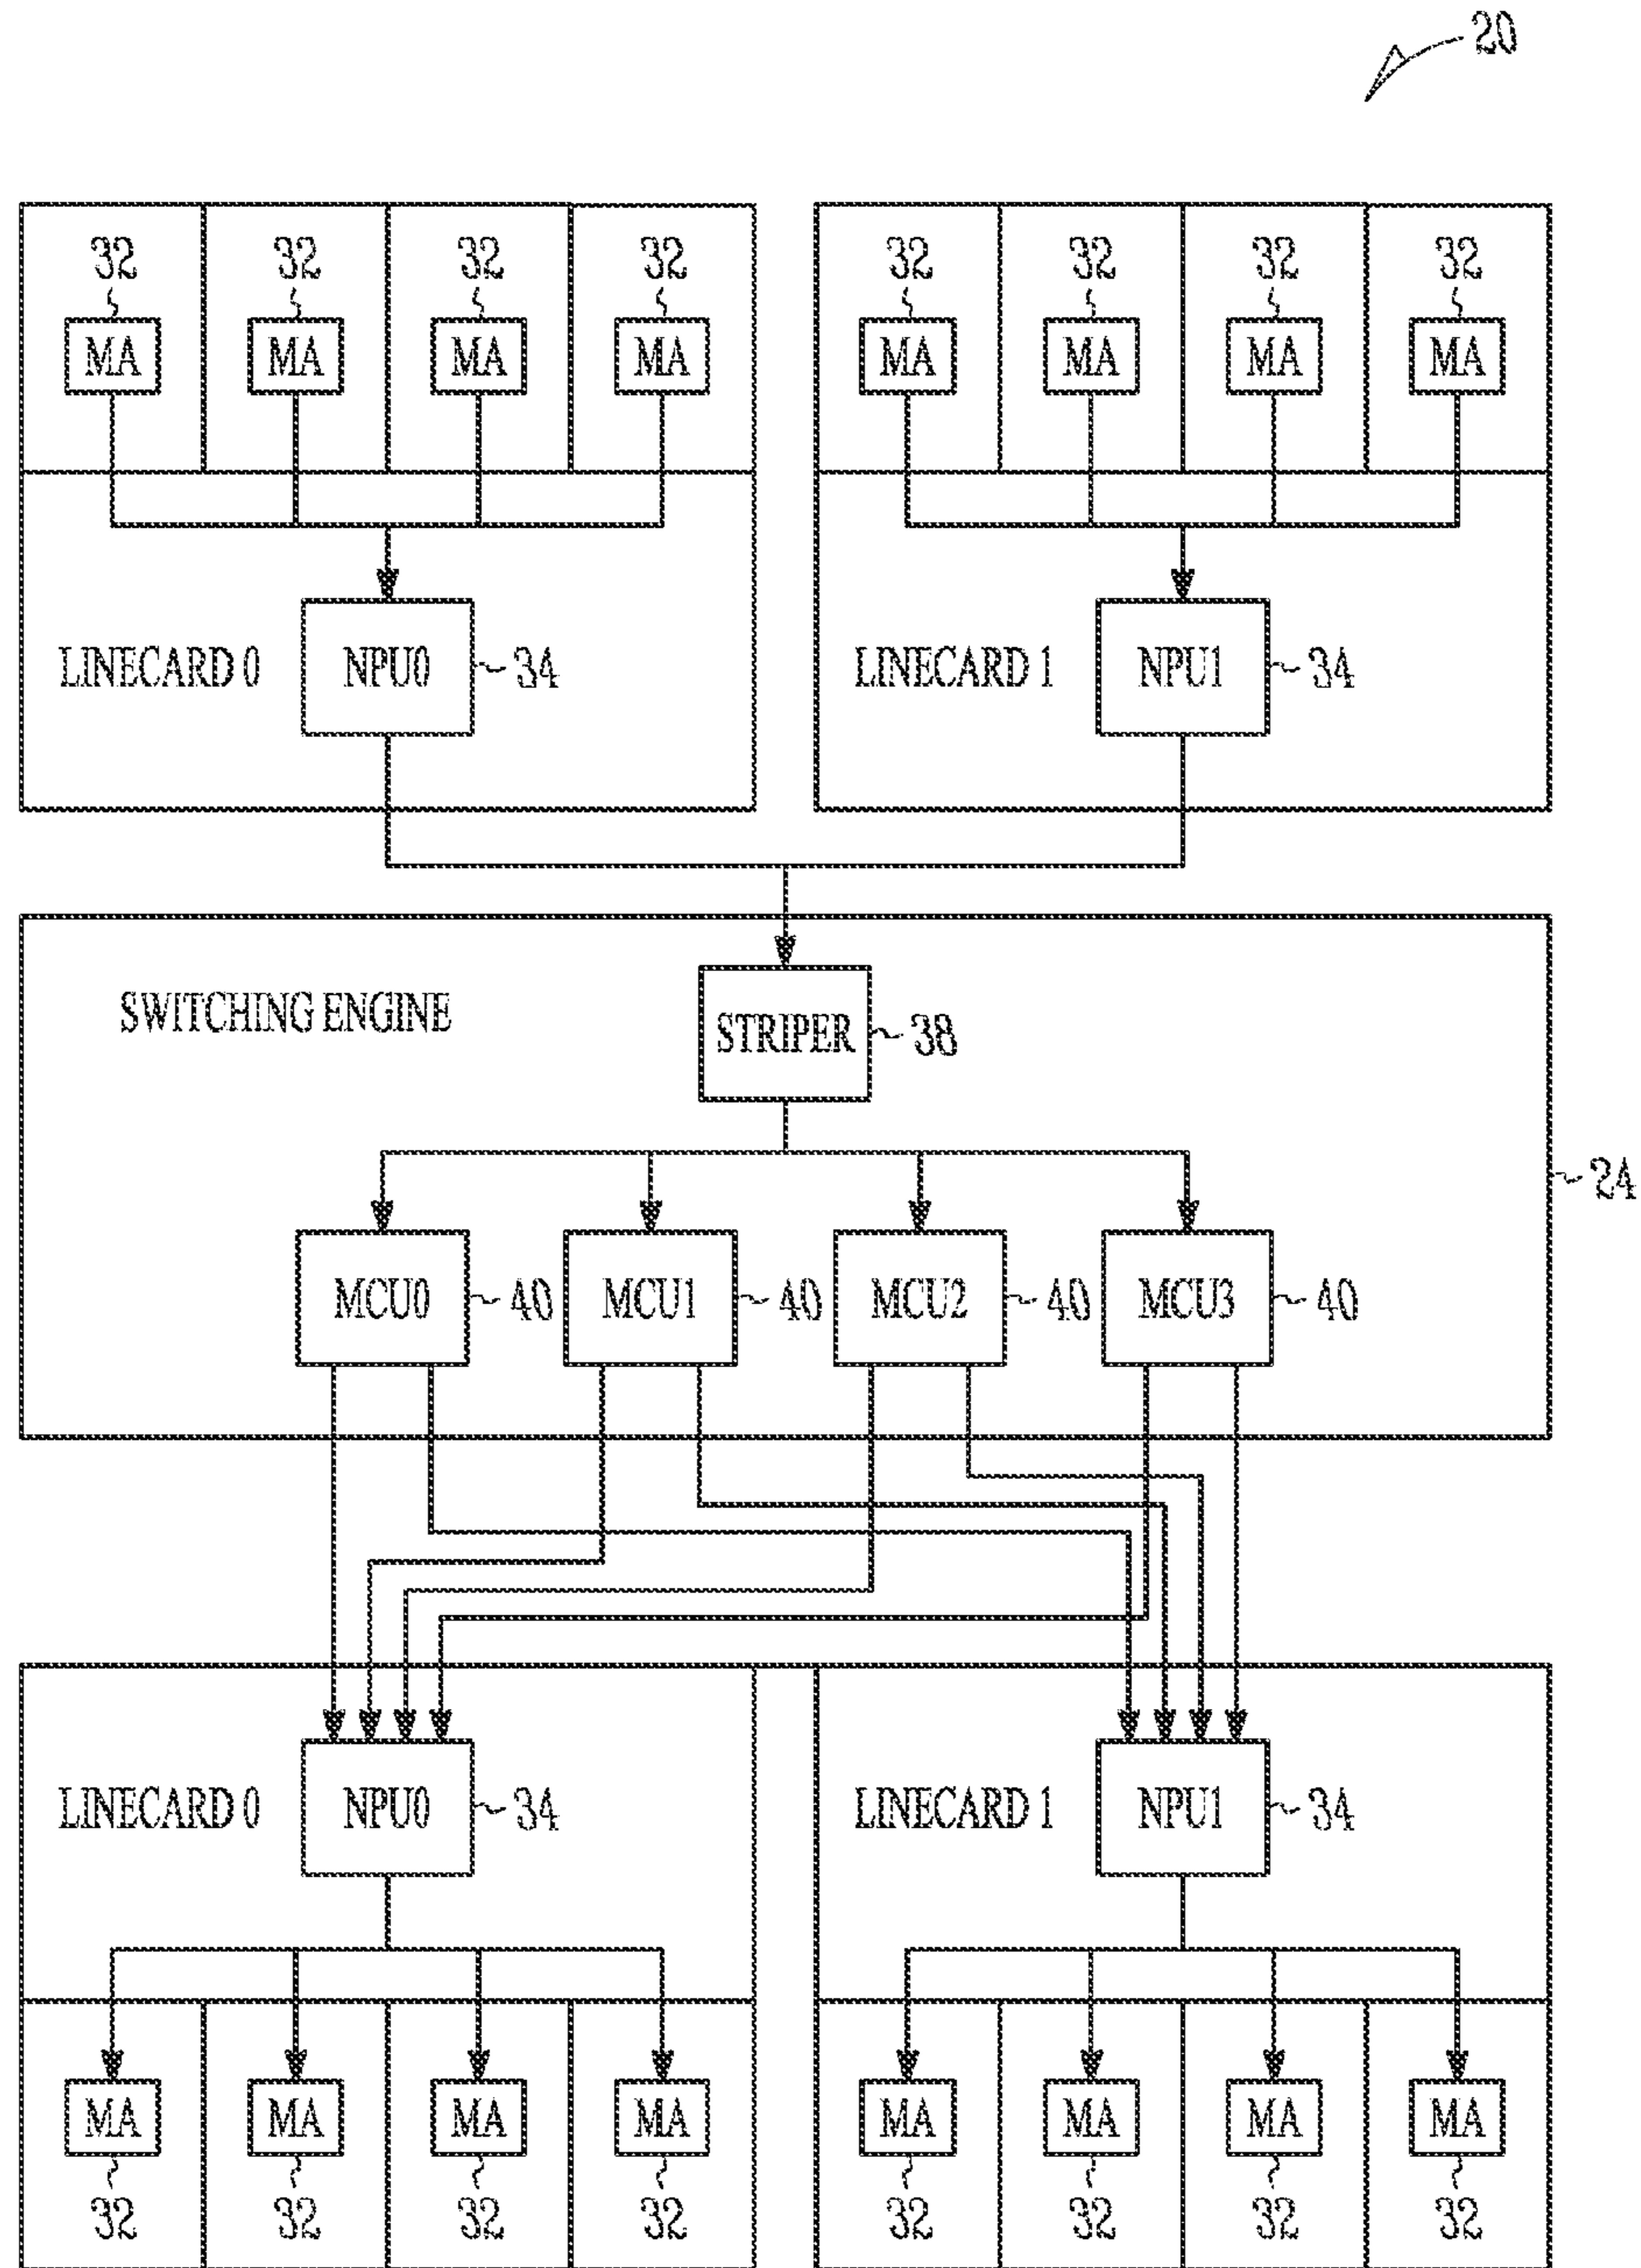 20
32 32 32 32 32 32 32 32
MA MA MA MA MA MA MA MA
LINECARD 0 NPU0 34 LINECARD 1 NPU1 34
SWITCHING ENGINE
STRIPER 38
24
MCU0 40 MCU1 40 MCU2 40 MCU3 40
LINECARD 0 NPU0 34 LINECARD 1 NPU1 34
MA MA MA MA MA MA MA MA
32 32 32 32 32 32 32 32